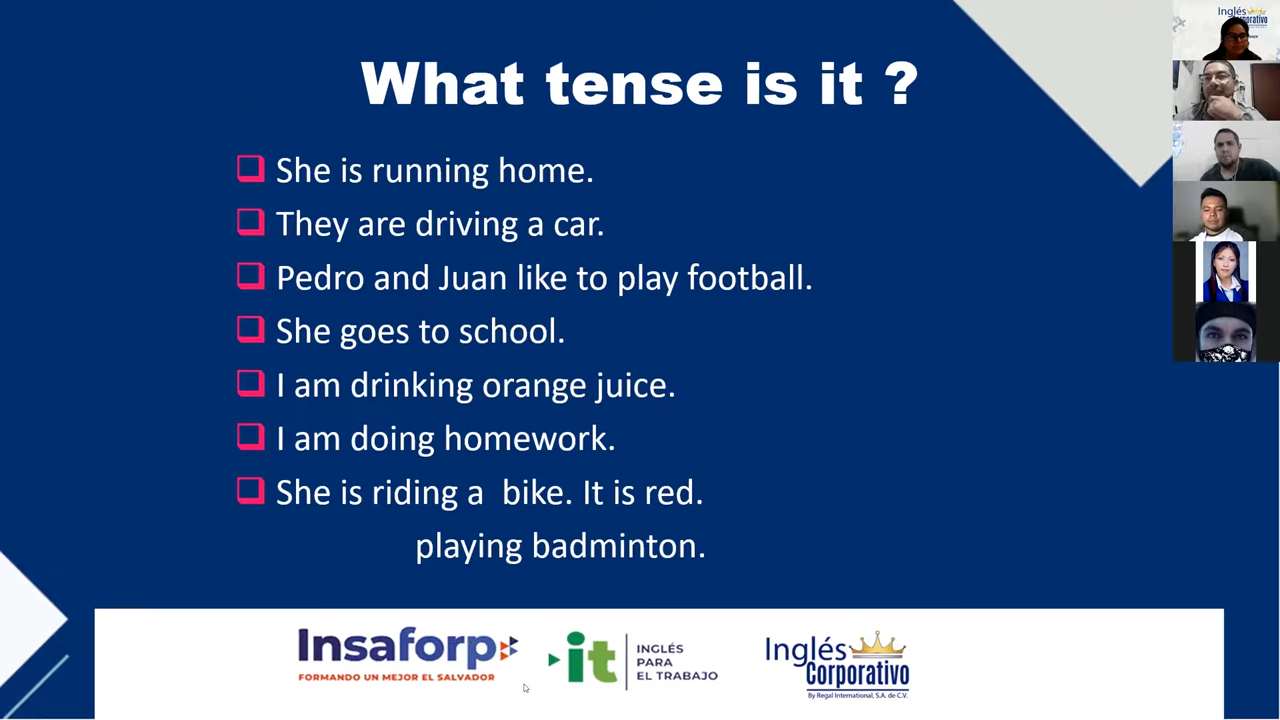 What tense is it ?
She is running home.
They are driving a car.
Pedro and Juan like to play football.
She goes to school.
I am drinking orange juice.
I am doing homework.
She is riding a  bike. It is red.
playing badminton.
Insaforp
FORMANDO UN MEJOR EL SALVADOR
it
INGLÉS
PARA
EL TRABAJO
Inglés
Corporativo
By Regal International, S.A. de C.V.
Inglés